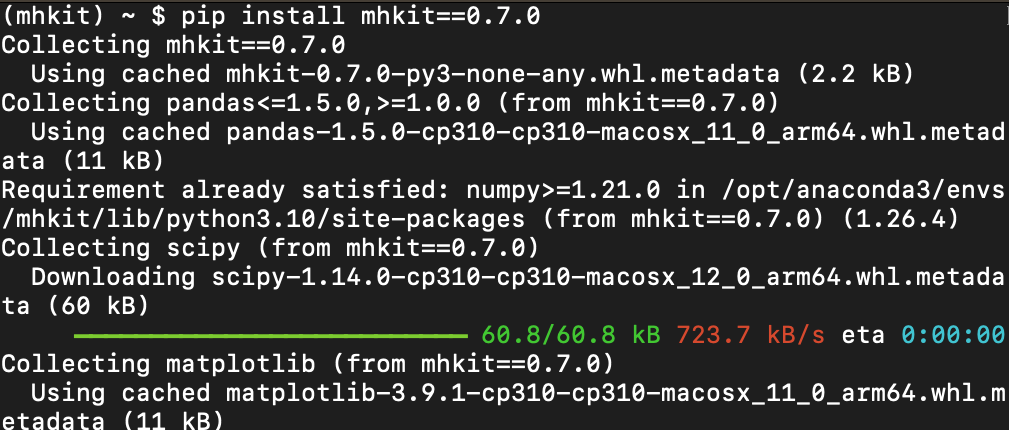 (mhkit) ~ $ pip install mhkit==0.7.0
Collecting mhkit==0.7.0
  Using cached mhkit-0.7.0-py3-none-any.whl.metadata (2.2 kB)
Collecting pandas<=1.5.0,>=1.0.0 (from mhkit==0.7.0)
  Using cached pandas-1.5.0-cp310-cp310-macosx_11_0_arm64.whl.metad
ata (11 kB)
Requirement already satisfied: numpy>=1.21.0 in /opt/anaconda3/envs
/mhkit/lib/python3.10/site-packages (from mhkit==0.7.0) (1.26.4)
Collecting scipy (from mhkit==0.7.0)
  Downloading scipy-1.14.0-cp310-cp310-macosx_12_0_arm64.whl.metada
ta (60 kB)
60.8/60.8 kB 723.7 kB/s eta 0:00:00
Collecting matplotlib (from mhkit==0.7.0)
  Using cached matplotlib-3.9.1-cp310-cp310-macosx_11_0_arm64.whl.m
etadata (11 kB)